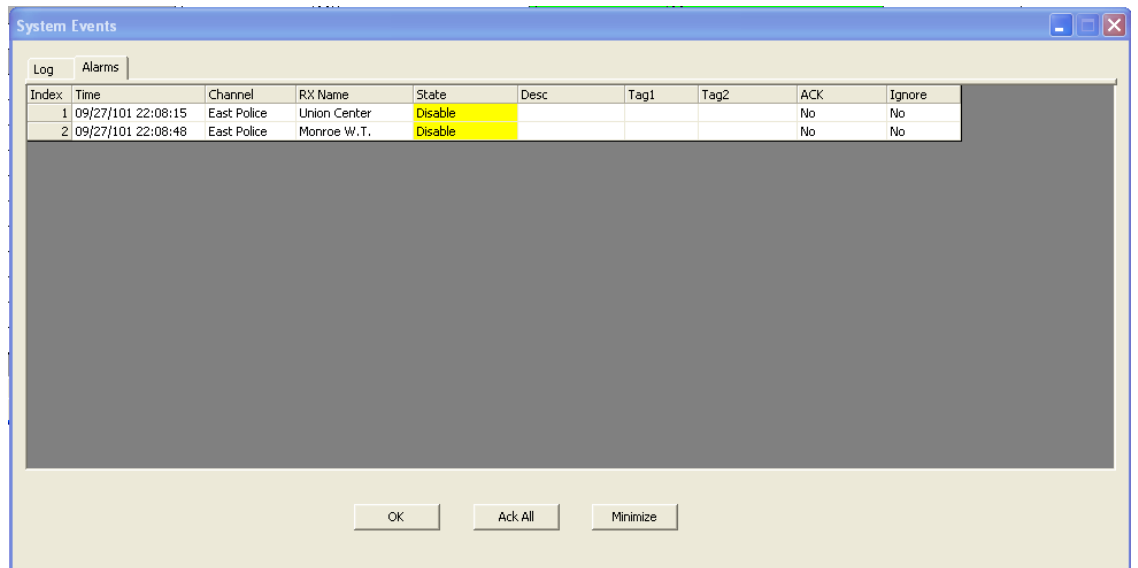 System Events
Log Alarms
Index Time Channel RX Name State Desc Tag1 Tag2 ACK Ignore
1 09/27/101 22:08:15 East Police Union Center Disable No No
2 09/27/101 22:08:48 East Police Monroe W.T. Disable No No
OK Ack All Minimize